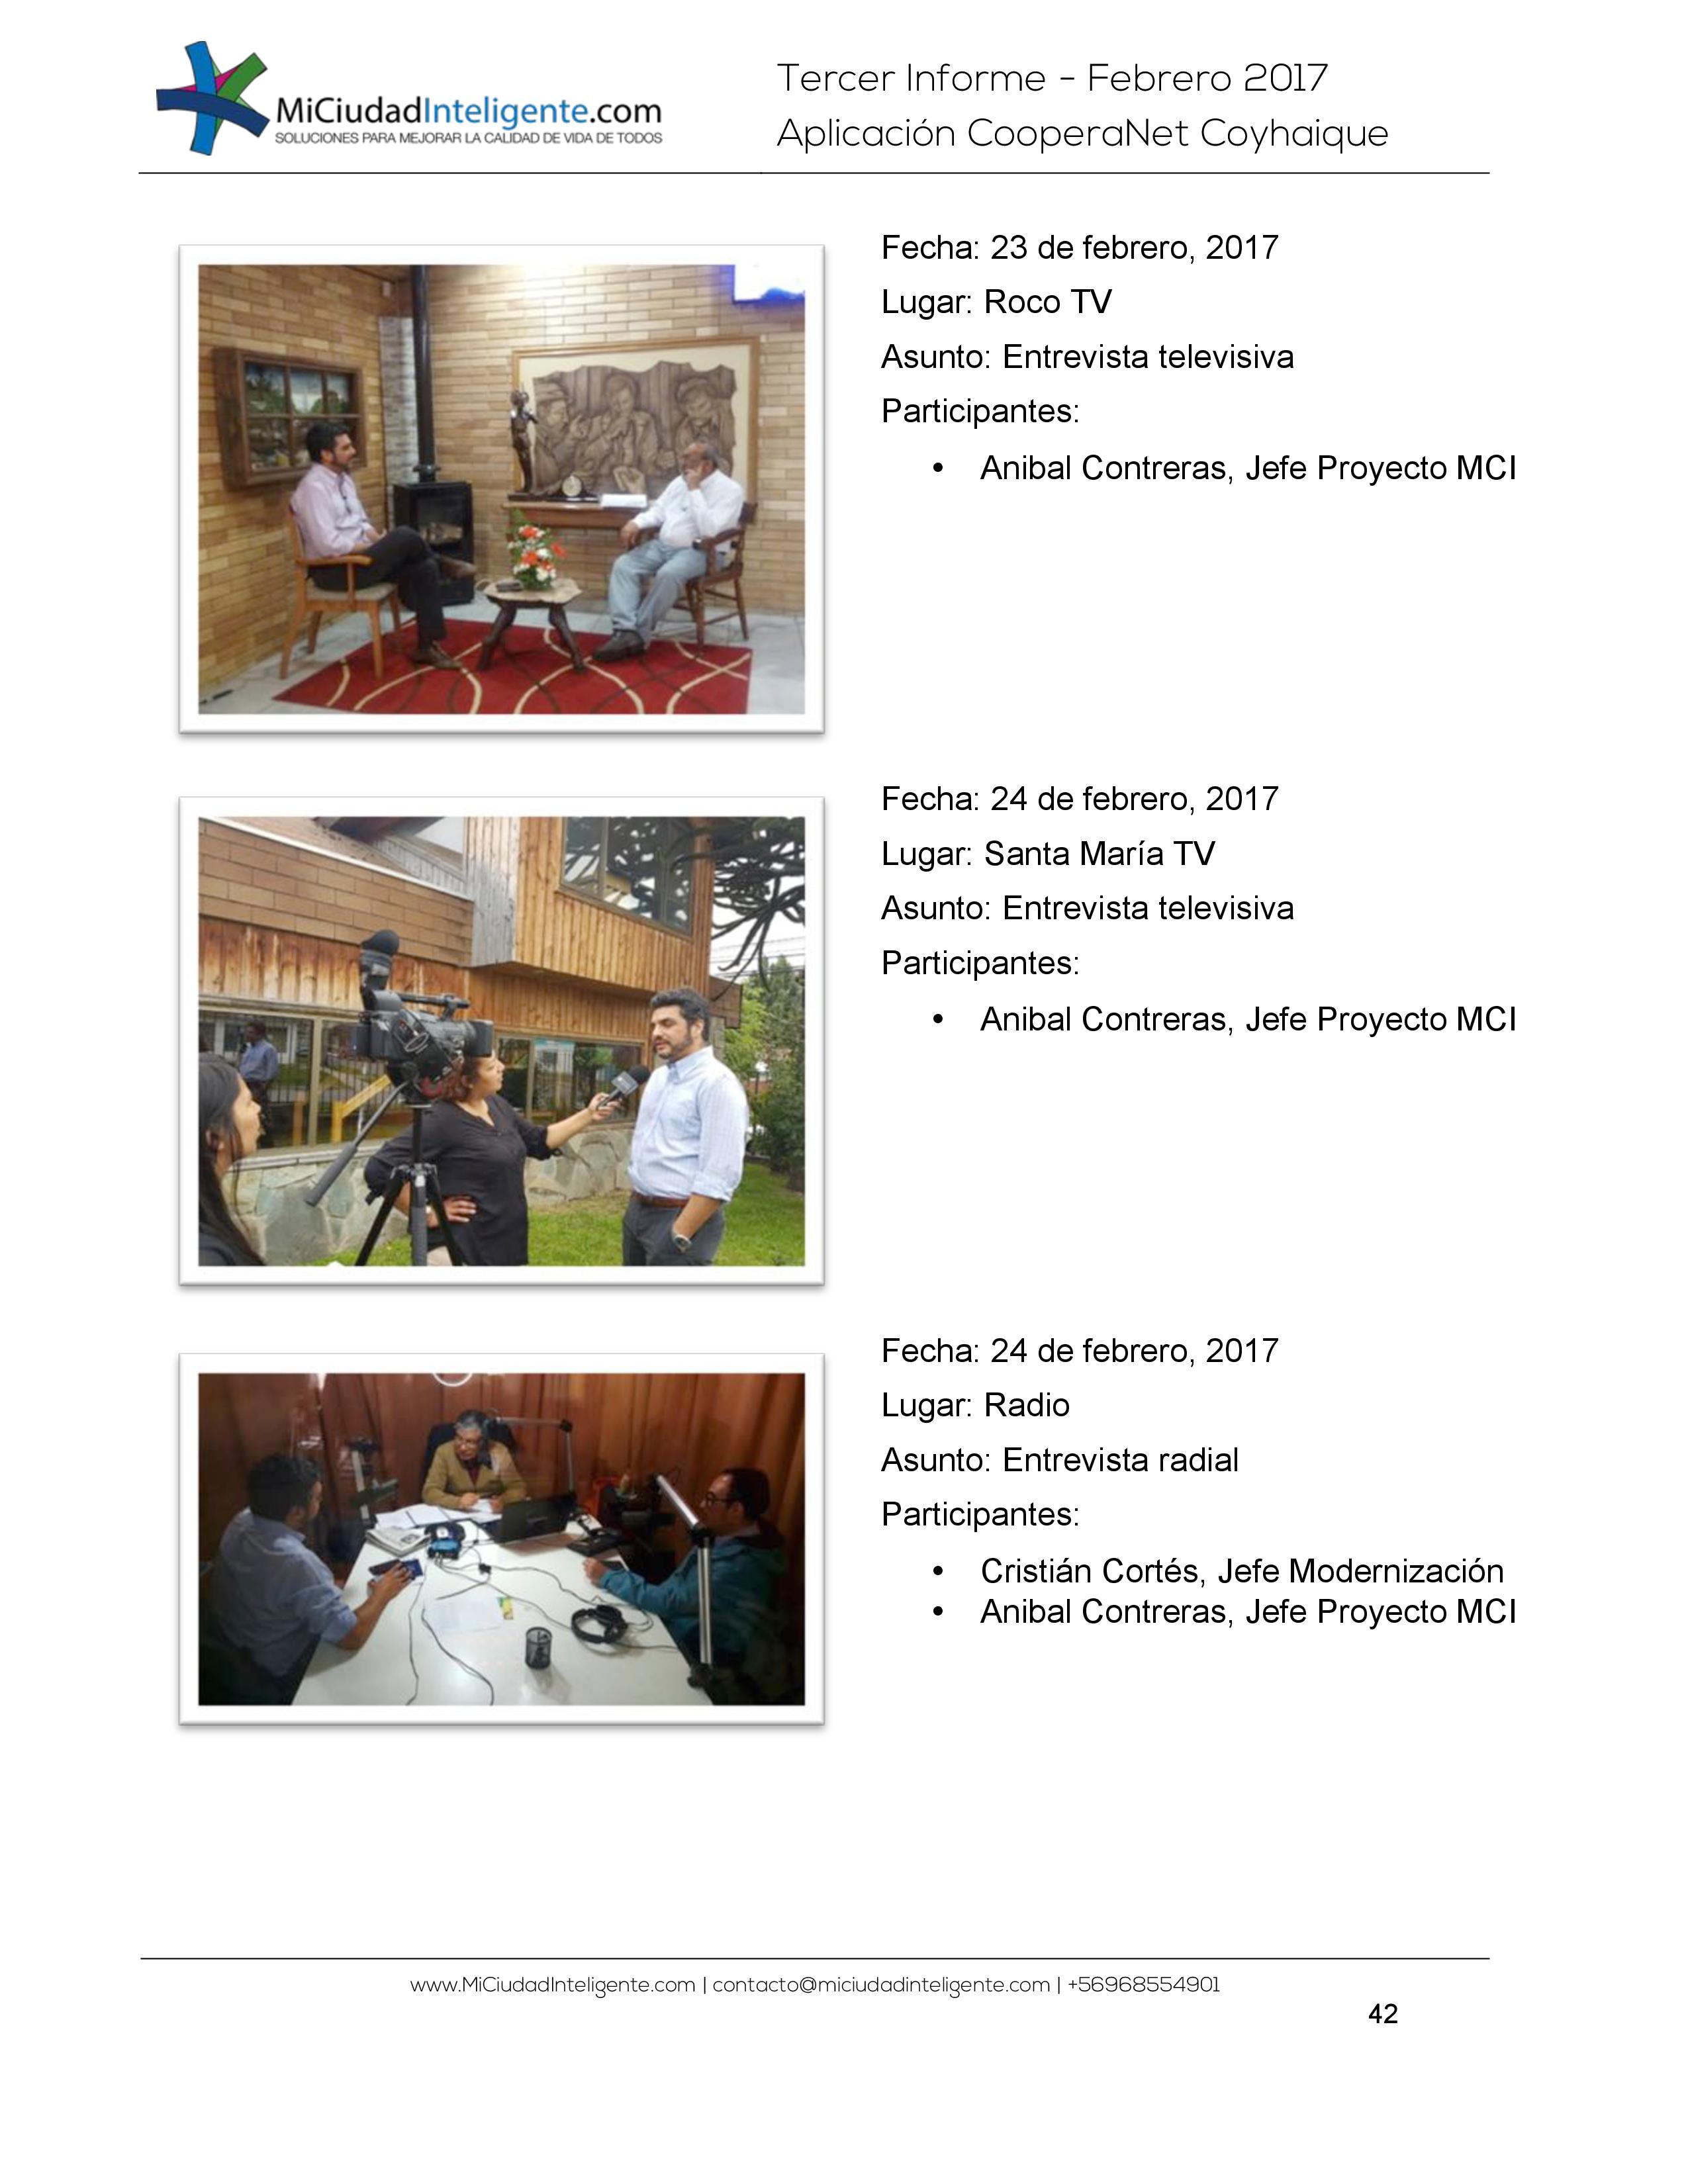 MiCiudadInteligente.com
SOLUCIONES PARA MEJORAR LA CALIDAD DE VIDA DE TODOS
Tercer Informe - Febrero 2017
Aplicación CooperaNet Coyhaique
Fecha: 23 de febrero, 2017
Lugar: Roco TV
Asunto: Entrevista televisiva
Participantes:
• Anibal Contreras, Jefe Proyecto MCI
Fecha: 24 de febrero, 2017
Lugar: Santa María TV
Asunto: Entrevista televisiva
Participantes:
• Anibal Contreras, Jefe Proyecto MCI
Fecha: 24 de febrero, 2017
Lugar: Radio
Asunto: Entrevista radial
Participantes:
• Cristián Cortés, Jefe Modernización
• Anibal Contreras, Jefe Proyecto MCI
www.MiCiudadInteligente.com | contacto@miciudadinteligente.com | +56968554901
42